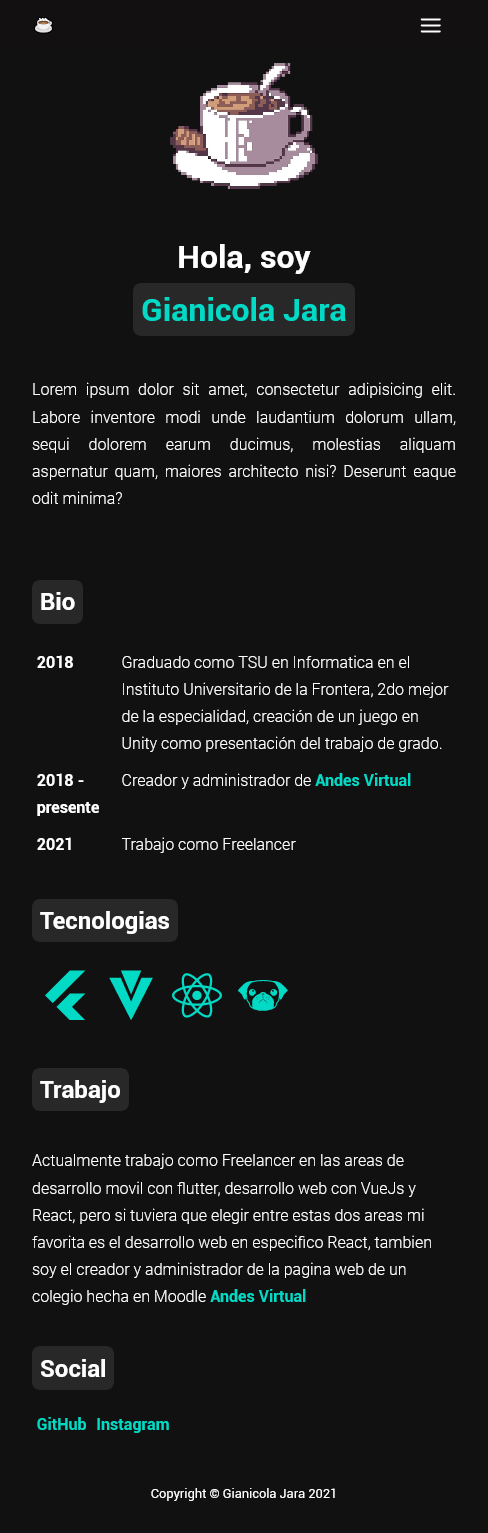 Hola, soy
Gianicola Jara
Lorem ipsum dolor sit amet, consectetur adipisicing elit.
Labore inventore modi unde laudantium dolorum ullam,
sequi dolorem earum ducimus, molestias aliquam
aspernatur quam, maiores architecto nisi? Deserunt eaque
odit minima?
Bio
2018 Graduado como TSU en Informatica en el
Instituto Universitario de la Frontera, 2do mejor
de la especialidad, creación de un juego en
Unity como presentación del trabajo de grado.
2018 - Creador y administrador de Andes Virtual
presente
2021 Trabajo como Freelancer
Tecnologias
Trabajo
Actualmente trabajo como Freelancer en las areas de
desarrollo movil con flutter, desarrollo web con VueJs y
React, pero si tuviera que elegir entre estas dos areas mi
favorita es el desarrollo web en especifico React, tambien
soy el creador y administrador de la pagina web de un
colegio hecha en Moodle Andes Virtual
Social
GitHub Instagram
Copyright © Gianicola Jara 2021